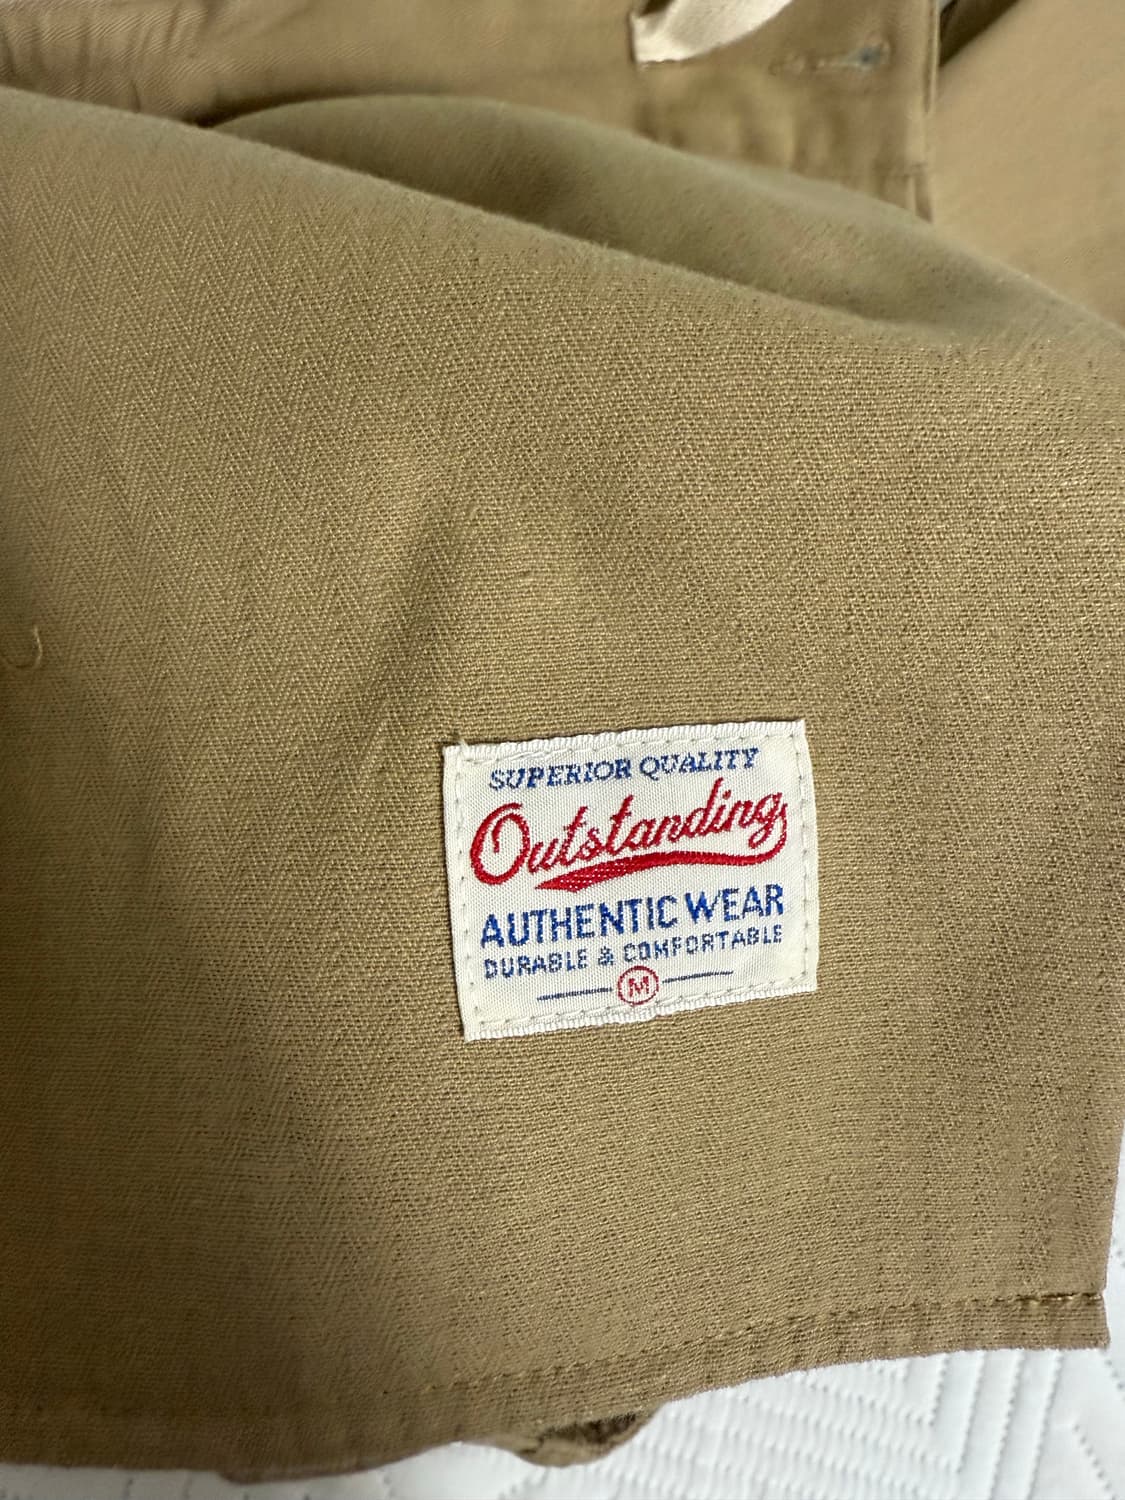 SUPERIOR QUALITY
Outstanding
AUTHENTIC WEAR
DURABLE & COMFORTABLE
M